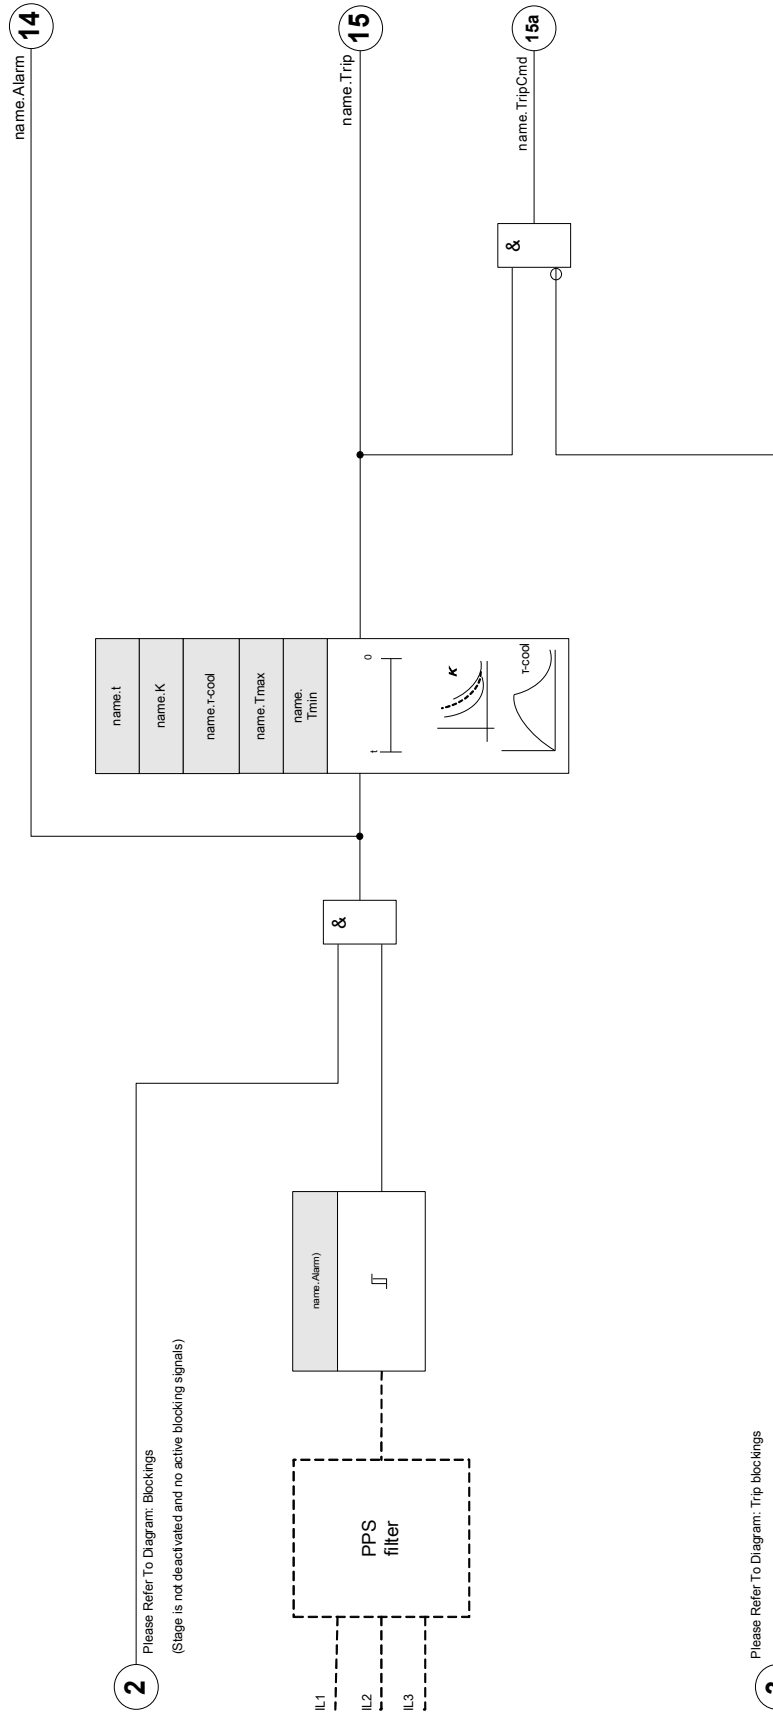 14
name.Alarm
15
name.Trip
15a
name.TripCmd
&
name.t
name.K
name.τ-cool
name.Tmax
name.
Tmin
t
0
K
τ-cool
&
2
Please Refer To Diagram: Blockings
(Stage is not deactivated and no active blocking signals)
name.Alarm)
PPS
filter
IL1
IL2
IL3
Please Refer To Diagram: Trip blockings